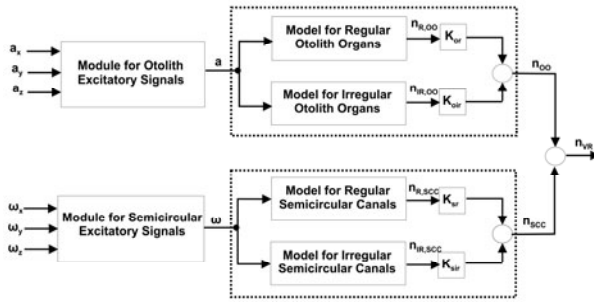 a_x
a_y
a_z
Module for Otolith
Excitatory Signals
a
Model for Regular
Otolith Organs
n_R,OO
K_or
Model for Irregular
Otolith Organs
n_IR,OO
K_oir
n_OO
n_VR
ω_x
ω_y
ω_z
Module for Semicircular
Excitatory Signals
ω
Model for Regular
Semicircular Canals
n_R,SCC
K_sr
Model for Irregular
Semicircular Canals
n_IR,SCC
K_sir
n_SCC